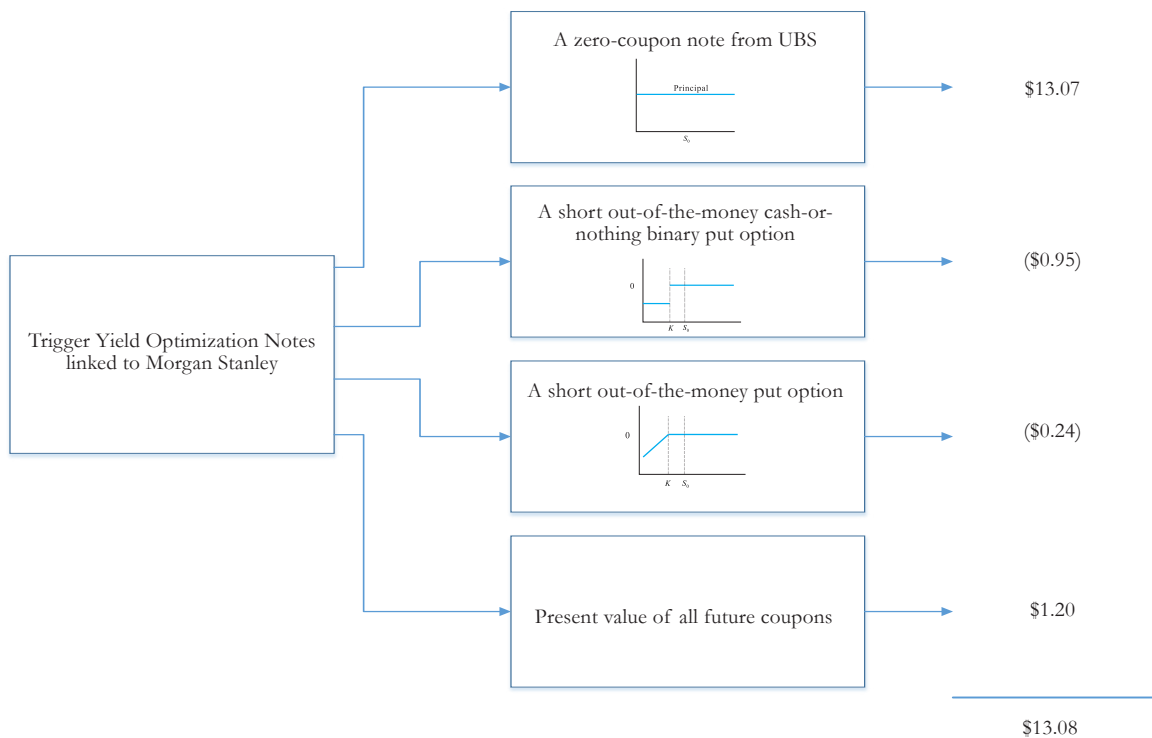 A zero-coupon note from UBS
Principal
S₀
$13.07
A short out-of-the-money cash-or-
nothing binary put option
0
K
S₀
($0.95)
Trigger Yield Optimization Notes
linked to Morgan Stanley
A short out-of-the-money put option
0
K
S₀
($0.24)
Present value of all future coupons
$1.20
$13.08